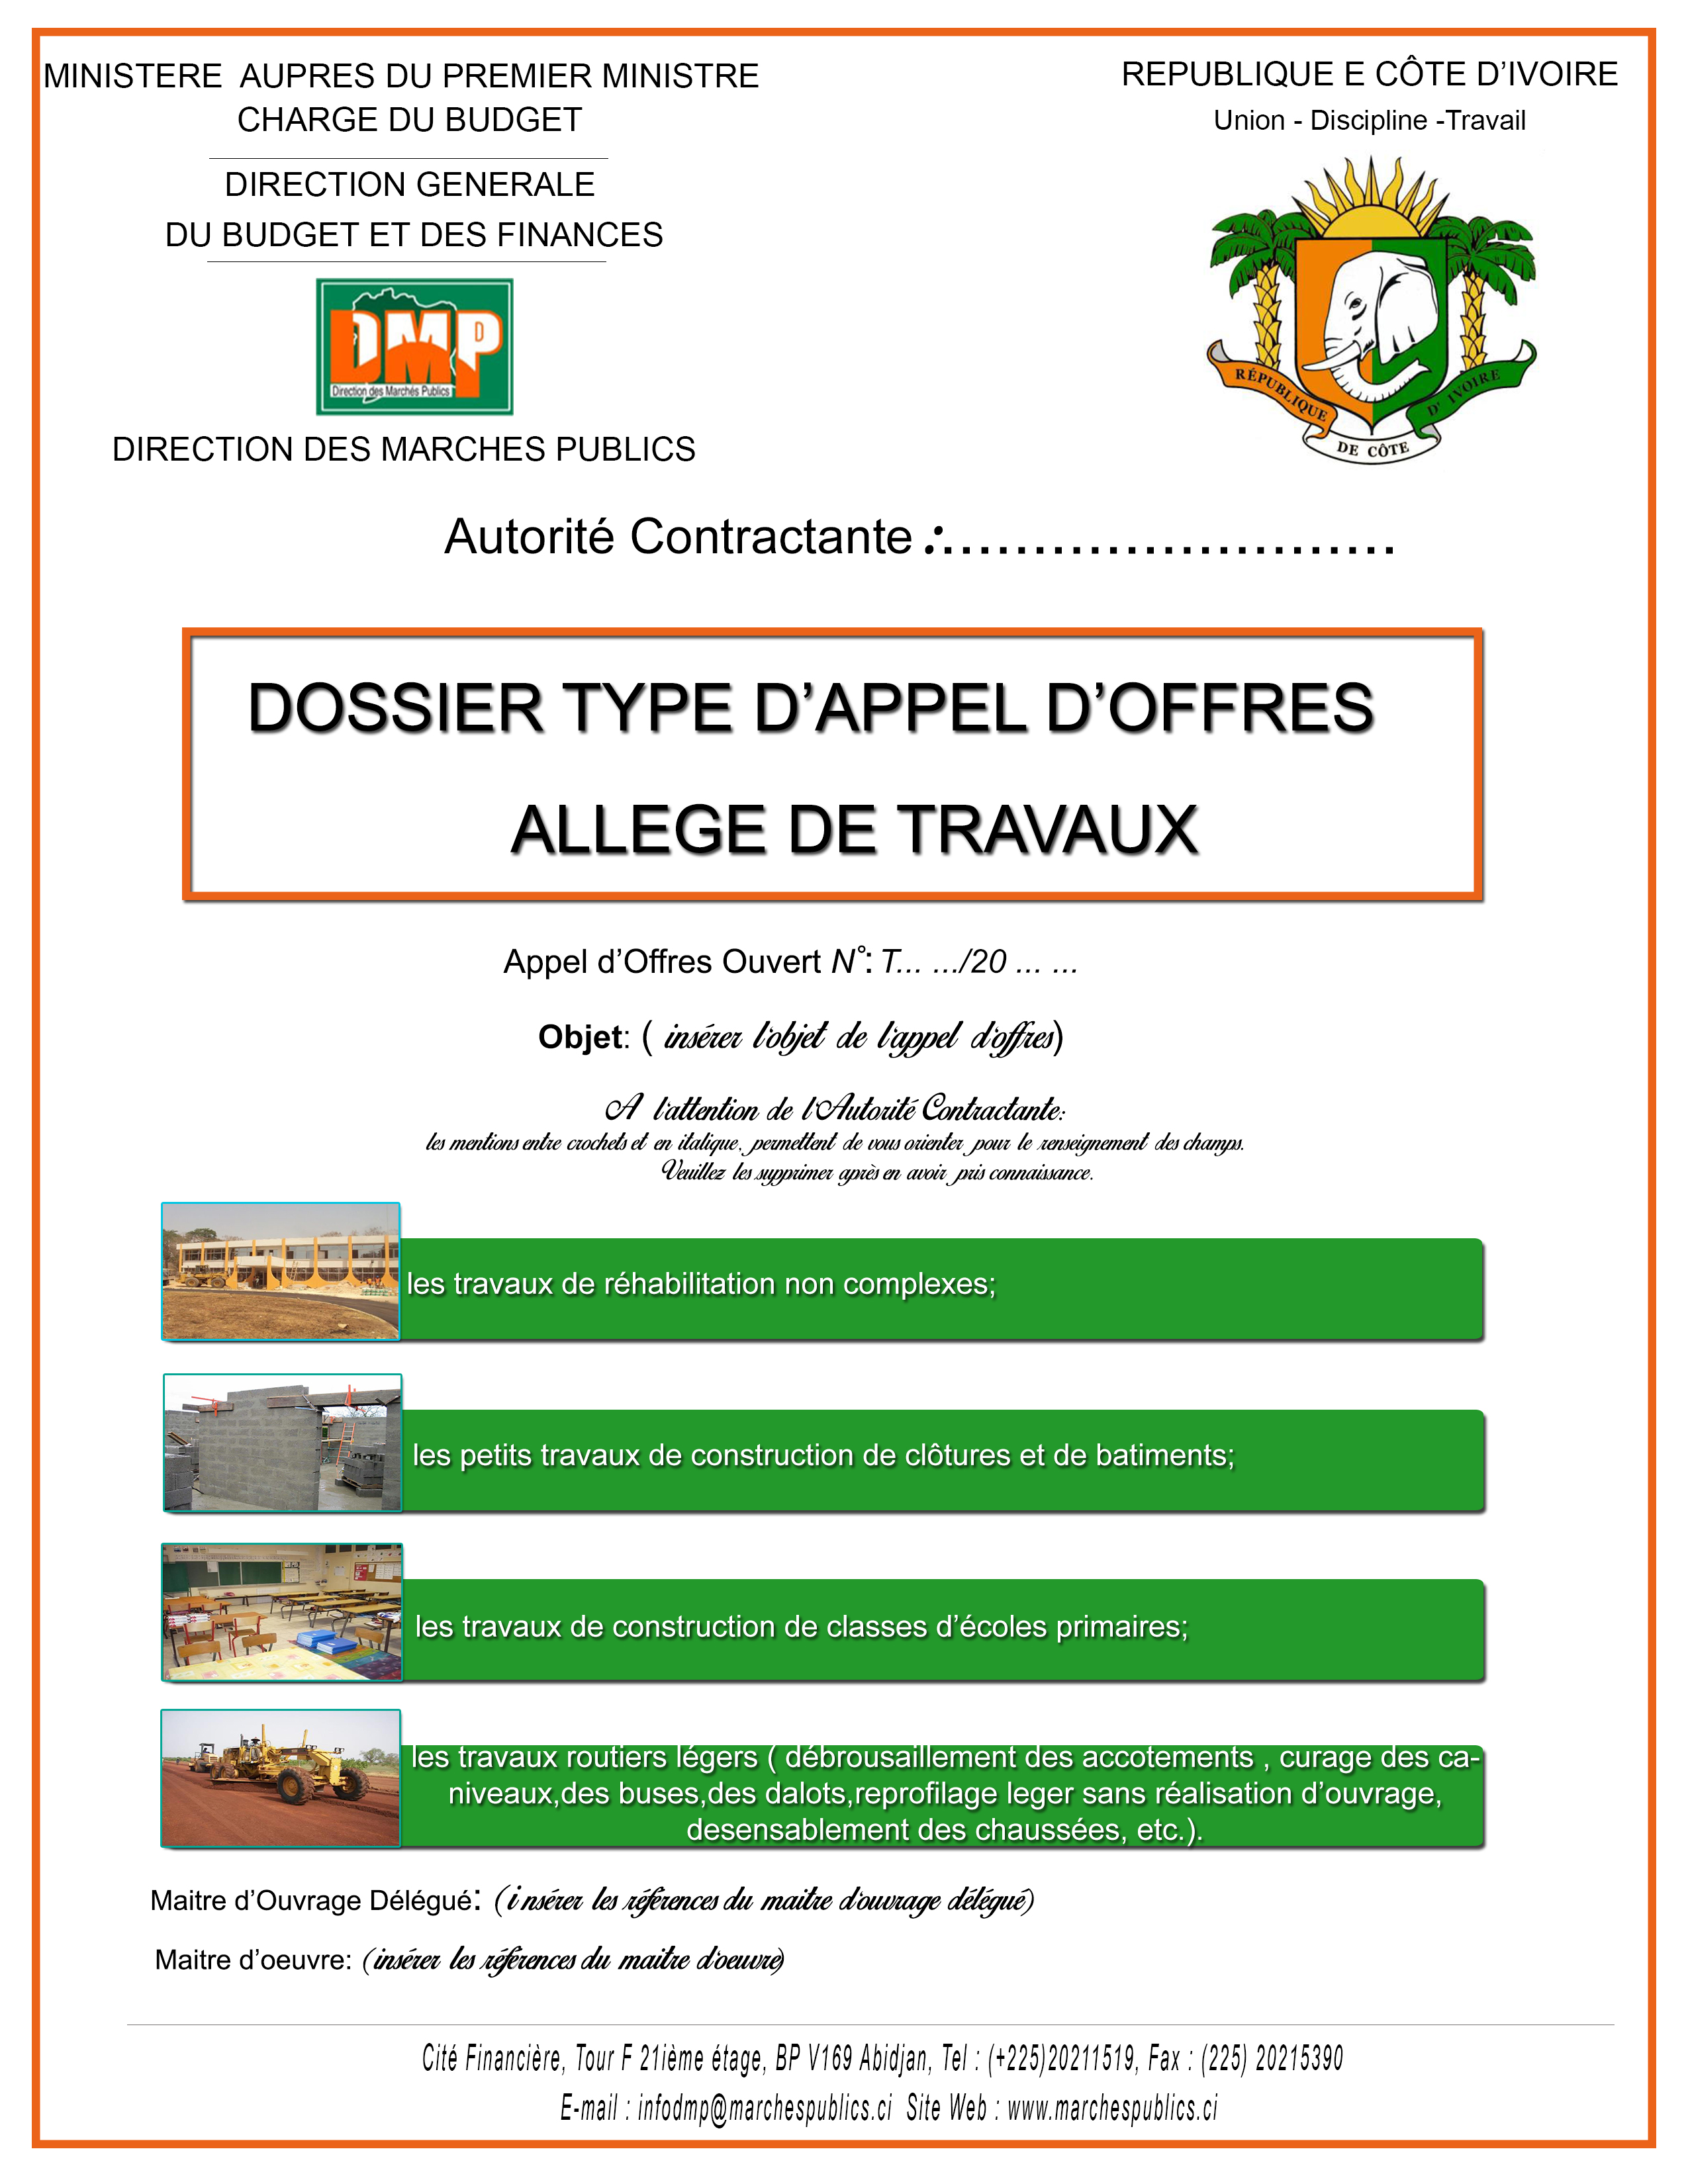 MINISTERE AUPRES DU PREMIER MINISTRE
CHARGE DU BUDGET
DIRECTION GENERALE
DU BUDGET ET DES FINANCES
DMP
D
Direction des Marchés Publics
DIRECTION DES MARCHES PUBLICS
REPUBLIQUE E CÔTE D’IVOIRE
Union - Discipline -Travail
RÉPUBLIQUE
DE CÔTE
D' IVOIRE
Autorité Contractante :........................
DOSSIER TYPE D’APPEL D’OFFRES
ALLEGE DE TRAVAUX
Appel d’Offres Ouvert N°: T... .../20 ... ...
Objet: ( insérer l'objet de l'appel d'offres)
A l'attention de l'Autorité Contractante:
les mentions entre crochets et en italique, permettent de vous orienter pour le renseignement des champs.
Veuillez les supprimer après en avoir pris connaissance.
les travaux de réhabilitation non complexes;
les petits travaux de construction de clôtures et de batiments;
les travaux de construction de classes d’écoles primaires;
les travaux routiers légers ( débrousaillement des accotements , curage des ca-
niveaux,des buses,des dalots,reprofilage leger sans réalisation d’ouvrage,
desensablement des chaussées, etc.).
Maitre d’Ouvrage Délégué: (insérer les références du maitre d'ouvrage délégué)
Maitre d’oeuvre: (insérer les références du maitre d'oeuvre)
Cité Financière, Tour F 21ième étage, BP V169 Abidjan, Tel : (+225)20211519, Fax : (225) 20215390
E-mail : infodmp@marchespublics.ci Site Web : www.marchespublics.ci